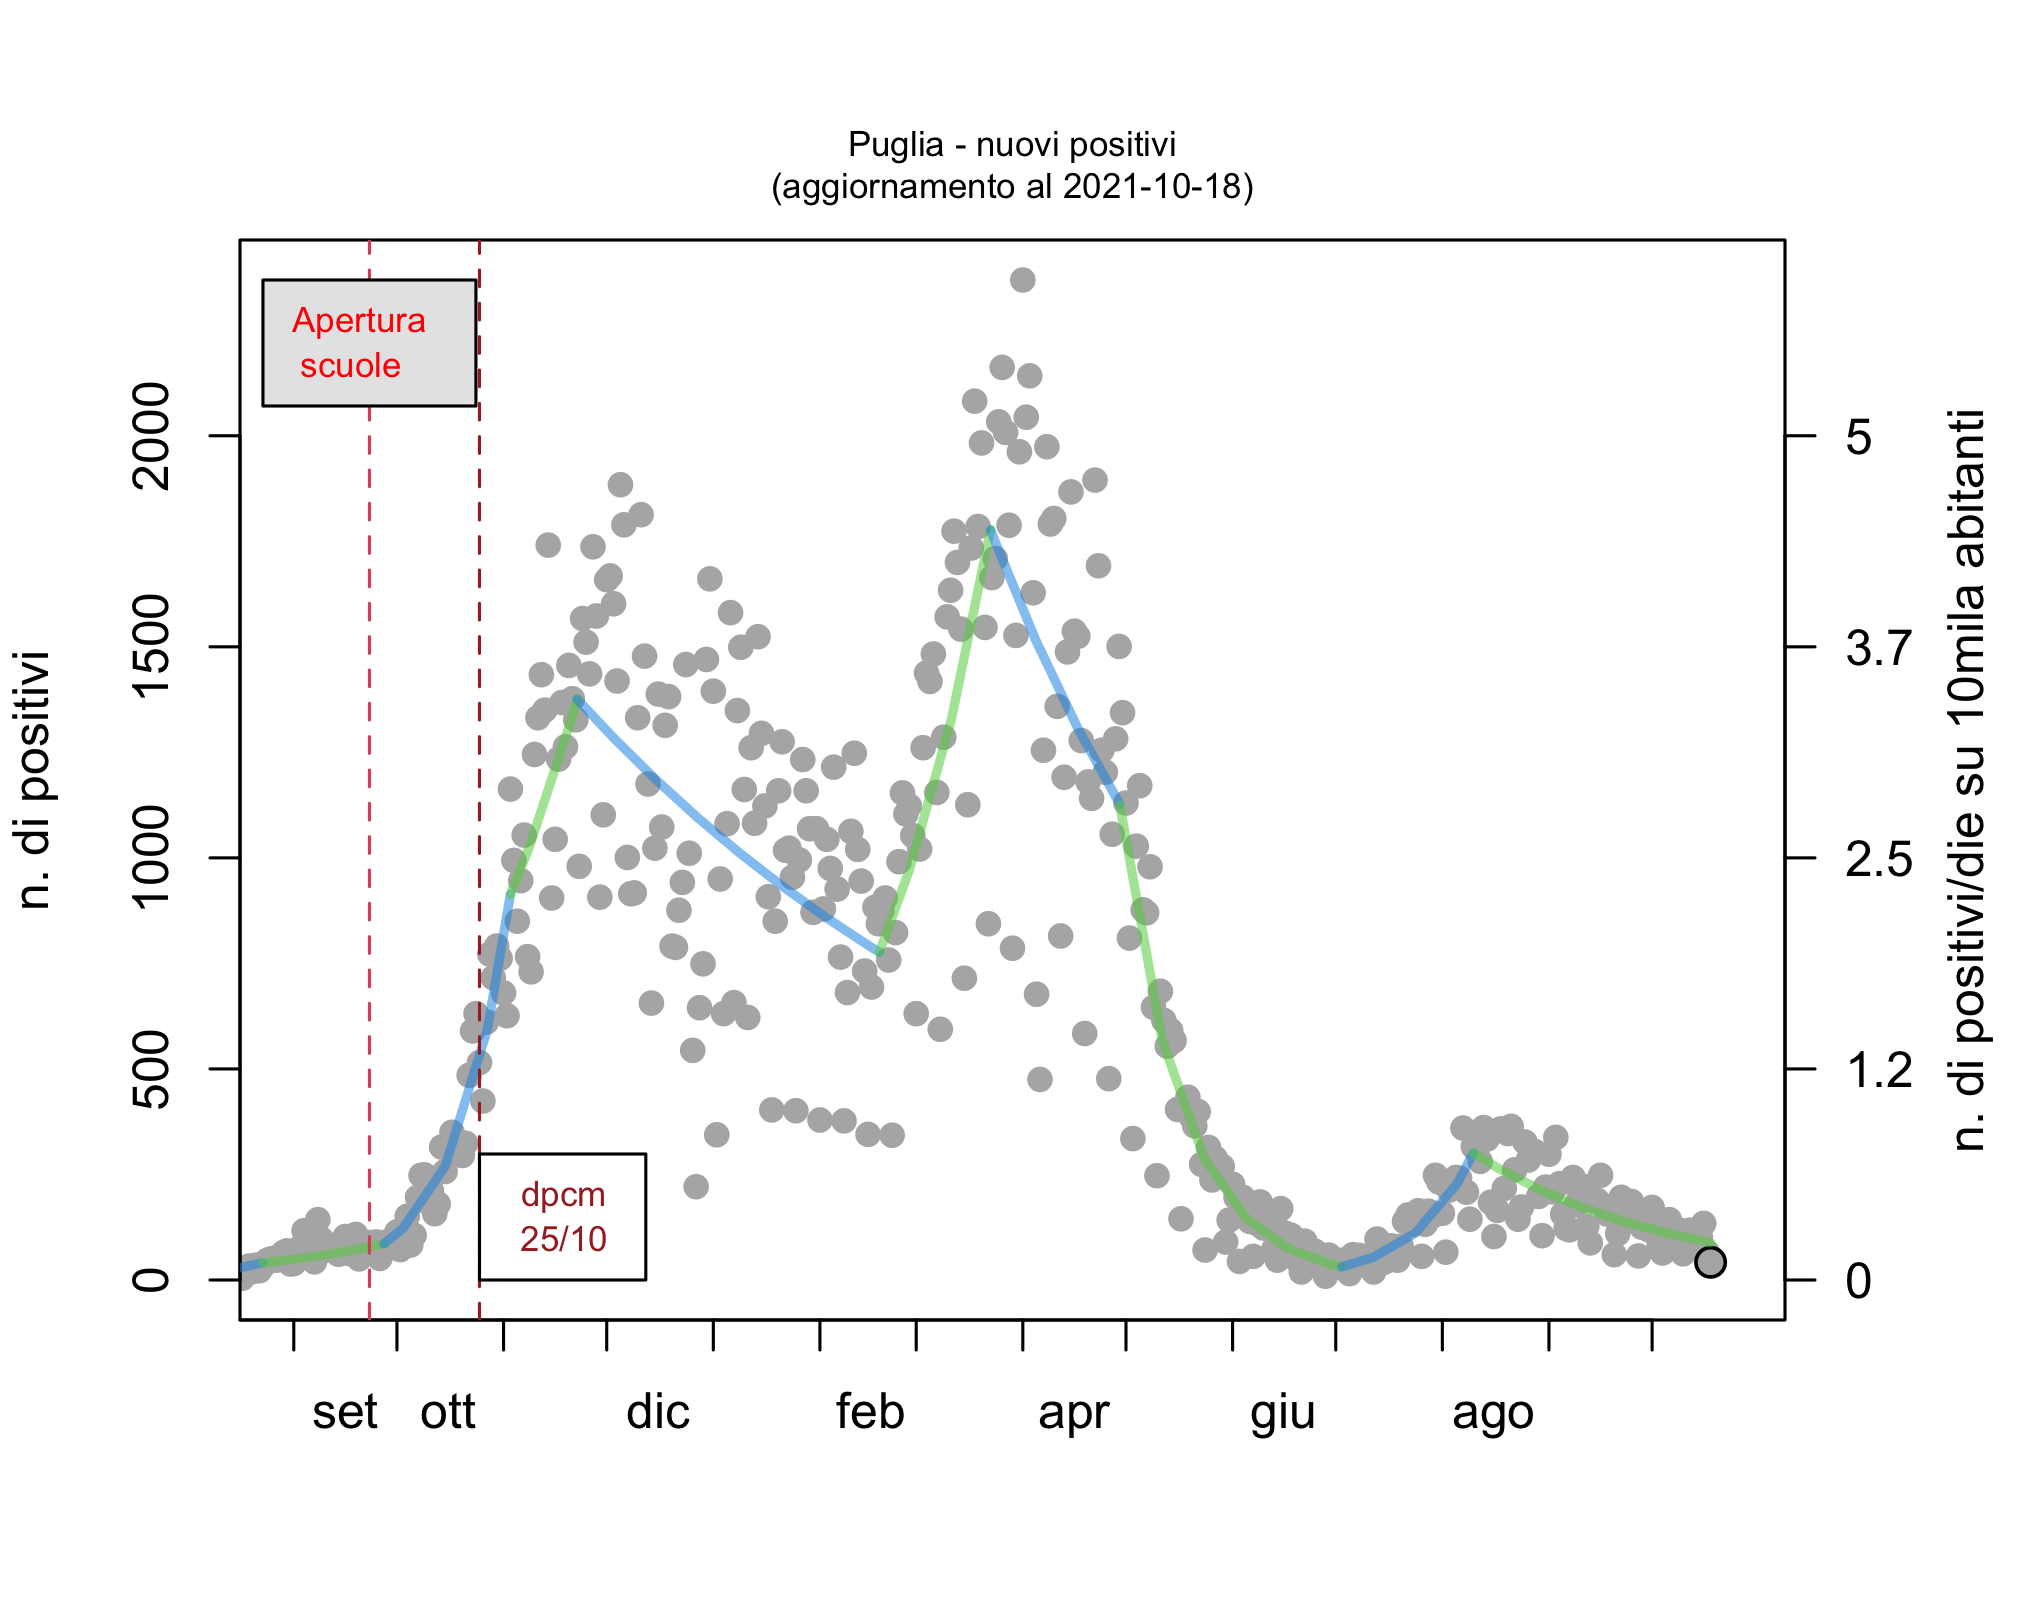 Puglia - nuovi positivi
(aggiornamento al 2021-10-18)
Apertura
scuole
dpcm
25/10
n. di positivi
0
500
1000
1500
2000
n. di positivi/die su 10mila abitanti
0
1.2
2.5
3.7
5
set ott dic feb apr giu ago